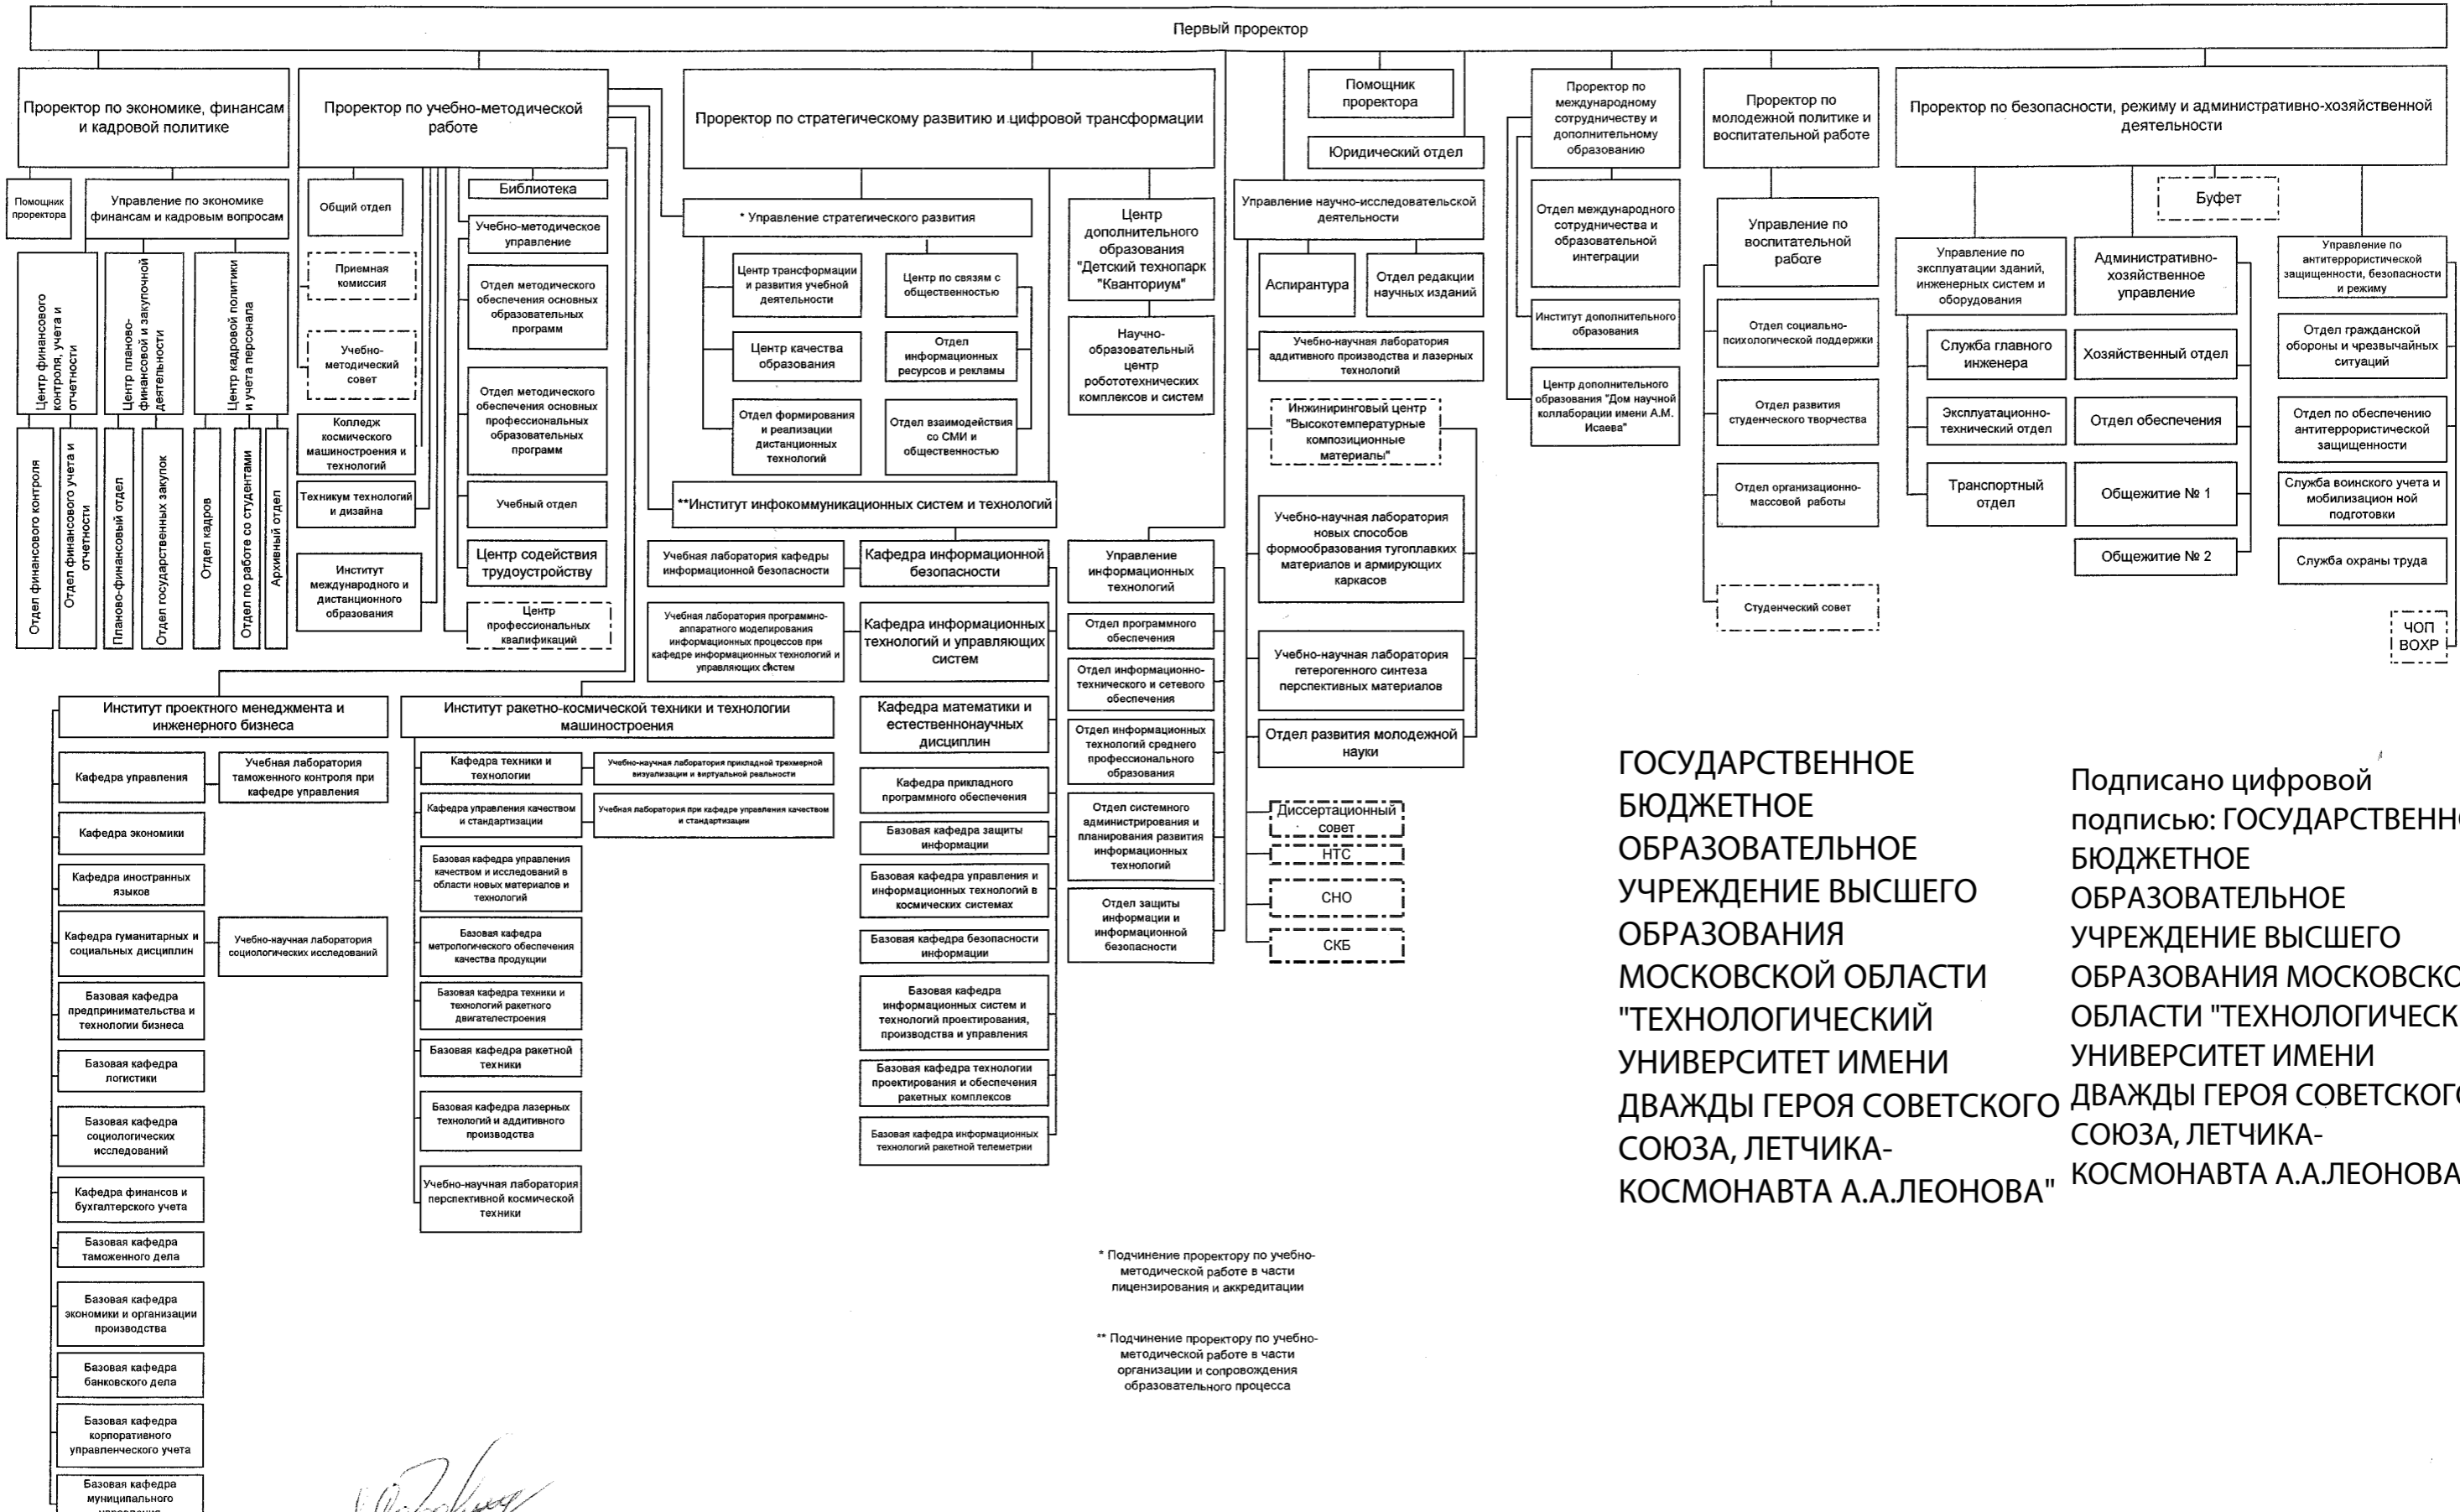 Первый проректор
Проректор по экономике, финансам
и кадровой политике
Проректор по учебно-методической
работе
Проректор по стратегическому развитию и цифровой трансформации
Помощник
проректора
Юридический отдел
Проректор по
международному
сотрудничеству и
дополнительному
образованию
Проректор по
молодежной политике и
воспитательной работе
Проректор по безопасности, режиму и административно-хозяйственной
деятельности
Помощник
проректора
Управление по экономике
финансам и кадровым вопросам
Центр финансового
контроля, учета и
отчетности
Центр планово-
финансовой и закупочной
деятельности
Центр кадровой политики
и учета персонала
Отдел финансового контроля
Отдел финансового учета и
отчетности
Планово-финансовый отдел
Отдел государственных закупок
Отдел кадров
Отдел по работе со студентами
Архивный отдел
Общий отдел
Приемная
комиссия
Учебно-
методический
совет
Колледж
космического
машиностроения и
технологий
Техникум технологий
и дизайна
Институт
международного и
дистанционного
образования
Библиотека
Учебно-методическое
управление
Отдел методического
обеспечения основных
образовательных
программ
Отдел методического
обеспечения основных
профессиональных
образовательных
программ
Учебный отдел
Центр содействия
трудоустройству
Центр
профессиональных
квалификаций
* Управление стратегического развития
Центр трансформации
и развития учебной
деятельности
Центр качества
образования
Отдел формирования
и реализации
дистанционных
технологий
Центр по связям с
общественностью
Отдел
информационных
ресурсов и рекламы
Отдел взаимодействия
со СМИ и
общественностью
Центр
дополнительного
образования
"Детский технопарк
"Кванториум"
Научно-
образовательный
центр
робототехнических
комплексов и систем
**Институт инфокоммуникационных систем и технологий
Учебная лаборатория кафедры
информационной безопасности
Кафедра информационной
безопасности
Учебная лаборатория программно-
аппаратного моделирования
информационных процессов при
кафедре информационных технологий и
управляющих систем
Кафедра информационных
технологий и управляющих
систем
Кафедра математики и
естественнонаучных
дисциплин
Кафедра прикладного
программного обеспечения
Базовая кафедра защиты
информации
Базовая кафедра управления и
информационных технологий в
космических системах
Базовая кафедра безопасности
информации
Базовая кафедра
информационных систем и
технологий проектирования,
производства и управления
Базовая кафедра технологии
проектирования и обеспечения
ракетных комплексов
Базовая кафедра информационных
технологий ракетной телеметрии
Управление
информационных
технологий
Отдел программного
обеспечения
Отдел информационно-
технического и сетевого
обеспечения
Отдел информационных
технологий среднего
профессионального
образования
Отдел системного
администрирования и
планирования развития
информационных
технологий
Отдел защиты
информации и
информационной
безопасности
Управление научно-исследовательской
деятельности
Аспирантура
Отдел редакции
научных изданий
Учебно-научная лаборатория
аддитивного производства и лазерных
технологий
Инжиниринговый центр
"Высокотемпературные
композиционные
материалы"
Учебно-научная лаборатория
новых способов
формообразования тугоплавких
материалов и армирующих
каркасов
Учебно-научная лаборатория
гетерогенного синтеза
перспективных материалов
Отдел развития молодежной
науки
Диссертационный
совет
НТС
СНО
СКБ
Отдел международного
сотрудничества и
образовательной
интеграции
Институт дополнительного
образования
Центр дополнительного
образования "Дом научной
коллаборации имени А.М.
Исаева"
Управление по
воспитательной
работе
Отдел социально-
психологической поддержки
Отдел развития
студенческого творчества
Отдел организационно-
массовой работы
Студенческий совет
Буфет
Управление по
эксплуатации зданий,
инженерных систем и
оборудования
Служба главного
инженера
Эксплуатационно-
технический отдел
Транспортный
отдел
Административно-
хозяйственное
управление
Хозяйственный отдел
Отдел обеспечения
Общежитие № 1
Общежитие № 2
Управление по
антитеррористической
защищенности, безопасности
и режиму
Отдел гражданской
обороны и чрезвычайных
ситуаций
Отдел по обеспечению
антитеррористической
защищенности
Служба воинского учета и
мобилизацион ной
подготовки
Служба охраны труда
ЧОП
ВОХР
Институт проектного менеджмента и
инженерного бизнеса
Кафедра управления
Учебная лаборатория
таможенного контроля при
кафедре управления
Кафедра экономики
Кафедра иностранных
языков
Кафедра гуманитарных и
социальных дисциплин
Учебно-научная лаборатория
социологических исследований
Базовая кафедра
предпринимательства и
технологии бизнеса
Базовая кафедра
логистики
Базовая кафедра
социологических
исследований
Кафедра финансов и
бухгалтерского учета
Базовая кафедра
таможенного дела
Базовая кафедра
экономики и организации
производства
Базовая кафедра
банковского дела
Базовая кафедра
корпоративного
управленческого учета
Базовая кафедра
муниципального
Институт ракетно-космической техники и технологии
машиностроения
Кафедра техники и
технологии
Учебно-научная лаборатория прикладной трехмерной
визуализации и виртуальной реальности
Кафедра управления качеством
и стандартизации
Учебная лаборатория при кафедре управления качеством
и стандартизации
Базовая кафедра управления
качеством и исследований в
области новых материалов и
технологий
Базовая кафедра
метрологического обеспечения
качества продукции
Базовая кафедра техники и
технологий ракетного
двигателестроения
Базовая кафедра ракетной
техники
Базовая кафедра лазерных
технологий и аддитивного
производства
Учебно-научная лаборатория
перспективной космической
техники
* Подчинение проректору по учебно-
методической работе в части
лицензирования и аккредитации
** Подчинение проректору по учебно-
методической работе в части
организации и сопровождения
образовательного процесса
ГОСУДАРСТВЕННОЕ
БЮДЖЕТНОЕ
ОБРАЗОВАТЕЛЬНОЕ
УЧРЕЖДЕНИЕ ВЫСШЕГО
ОБРАЗОВАНИЯ
МОСКОВСКОЙ ОБЛАСТИ
"ТЕХНОЛОГИЧЕСКИЙ
УНИВЕРСИТЕТ ИМЕНИ
ДВАЖДЫ ГЕРОЯ СОВЕТСКОГО
СОЮЗА, ЛЕТЧИКА-
КОСМОНАВТА А.А.ЛЕОНОВА"
Подписано цифровой
подписью: ГОСУДАРСТВЕНН
БЮДЖЕТНОЕ
ОБРАЗОВАТЕЛЬНОЕ
УЧРЕЖДЕНИЕ ВЫСШЕГО
ОБРАЗОВАНИЯ МОСКОВСКО
ОБЛАСТИ "ТЕХНОЛОГИЧЕСК
УНИВЕРСИТЕТ ИМЕНИ
ДВАЖДЫ ГЕРОЯ СОВЕТСКОГО
СОЮЗА, ЛЕТЧИКА-
КОСМОНАВТА А.А.ЛЕОНОВА